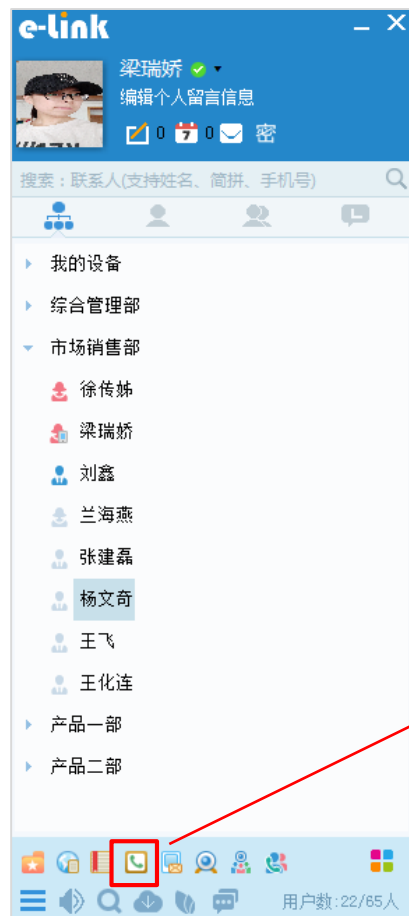 e-Link
梁瑞娇
编辑个人留言信息
0 7 0 密
搜索：联系人(支持姓名、简拼、手机号)
我的设备
综合管理部
市场销售部
徐传姊
梁瑞娇
刘鑫
兰海燕
张建磊
杨文奇
王飞
王化连
产品一部
产品二部
用户数:22/65人